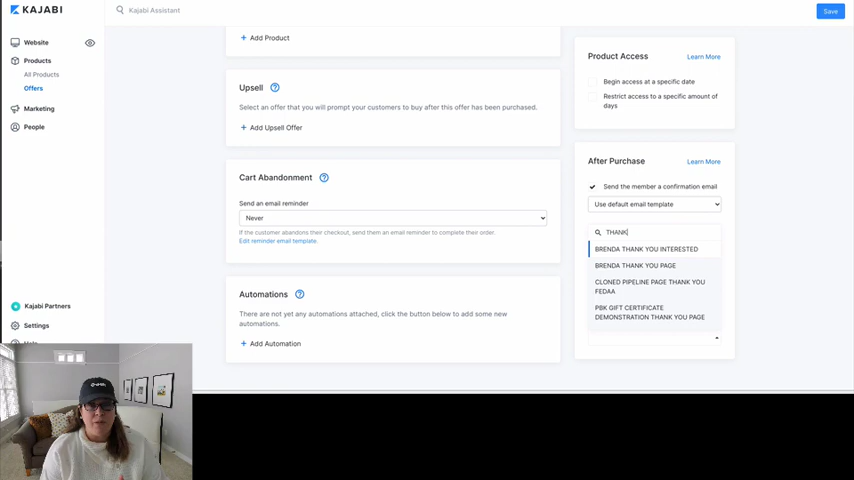 KAJABI
Kajabi Assistant
Save
Website
Products
All Products
Offers
Marketing
People
Kajabi Partners
Settings
+ Add Product
Upsell ?
Select an offer that you will prompt your customers to buy after this offer has been purchased.
+ Add Upsell Offer
Cart Abandonment ?
Send an email reminder
Never
If the customer abandons their checkout, send them an email reminder to complete their order.
Edit reminder email template.
Automations ?
There are not yet any automations attached, click the button below to add some new
automations.
+ Add Automation
Product Access
Learn More
Begin access at a specific date
Restrict access to a specific amount of
days
After Purchase
Learn More
Send the member a confirmation email
Use default email template
THANK
BRENDA THANK YOU INTERESTED
BRENDA THANK YOU PAGE
CLONED PIPELINE PAGE THANK YOU
FEDAA
PBK GIFT CERTIFICATE
DEMONSTRATION THANK YOU PAGE